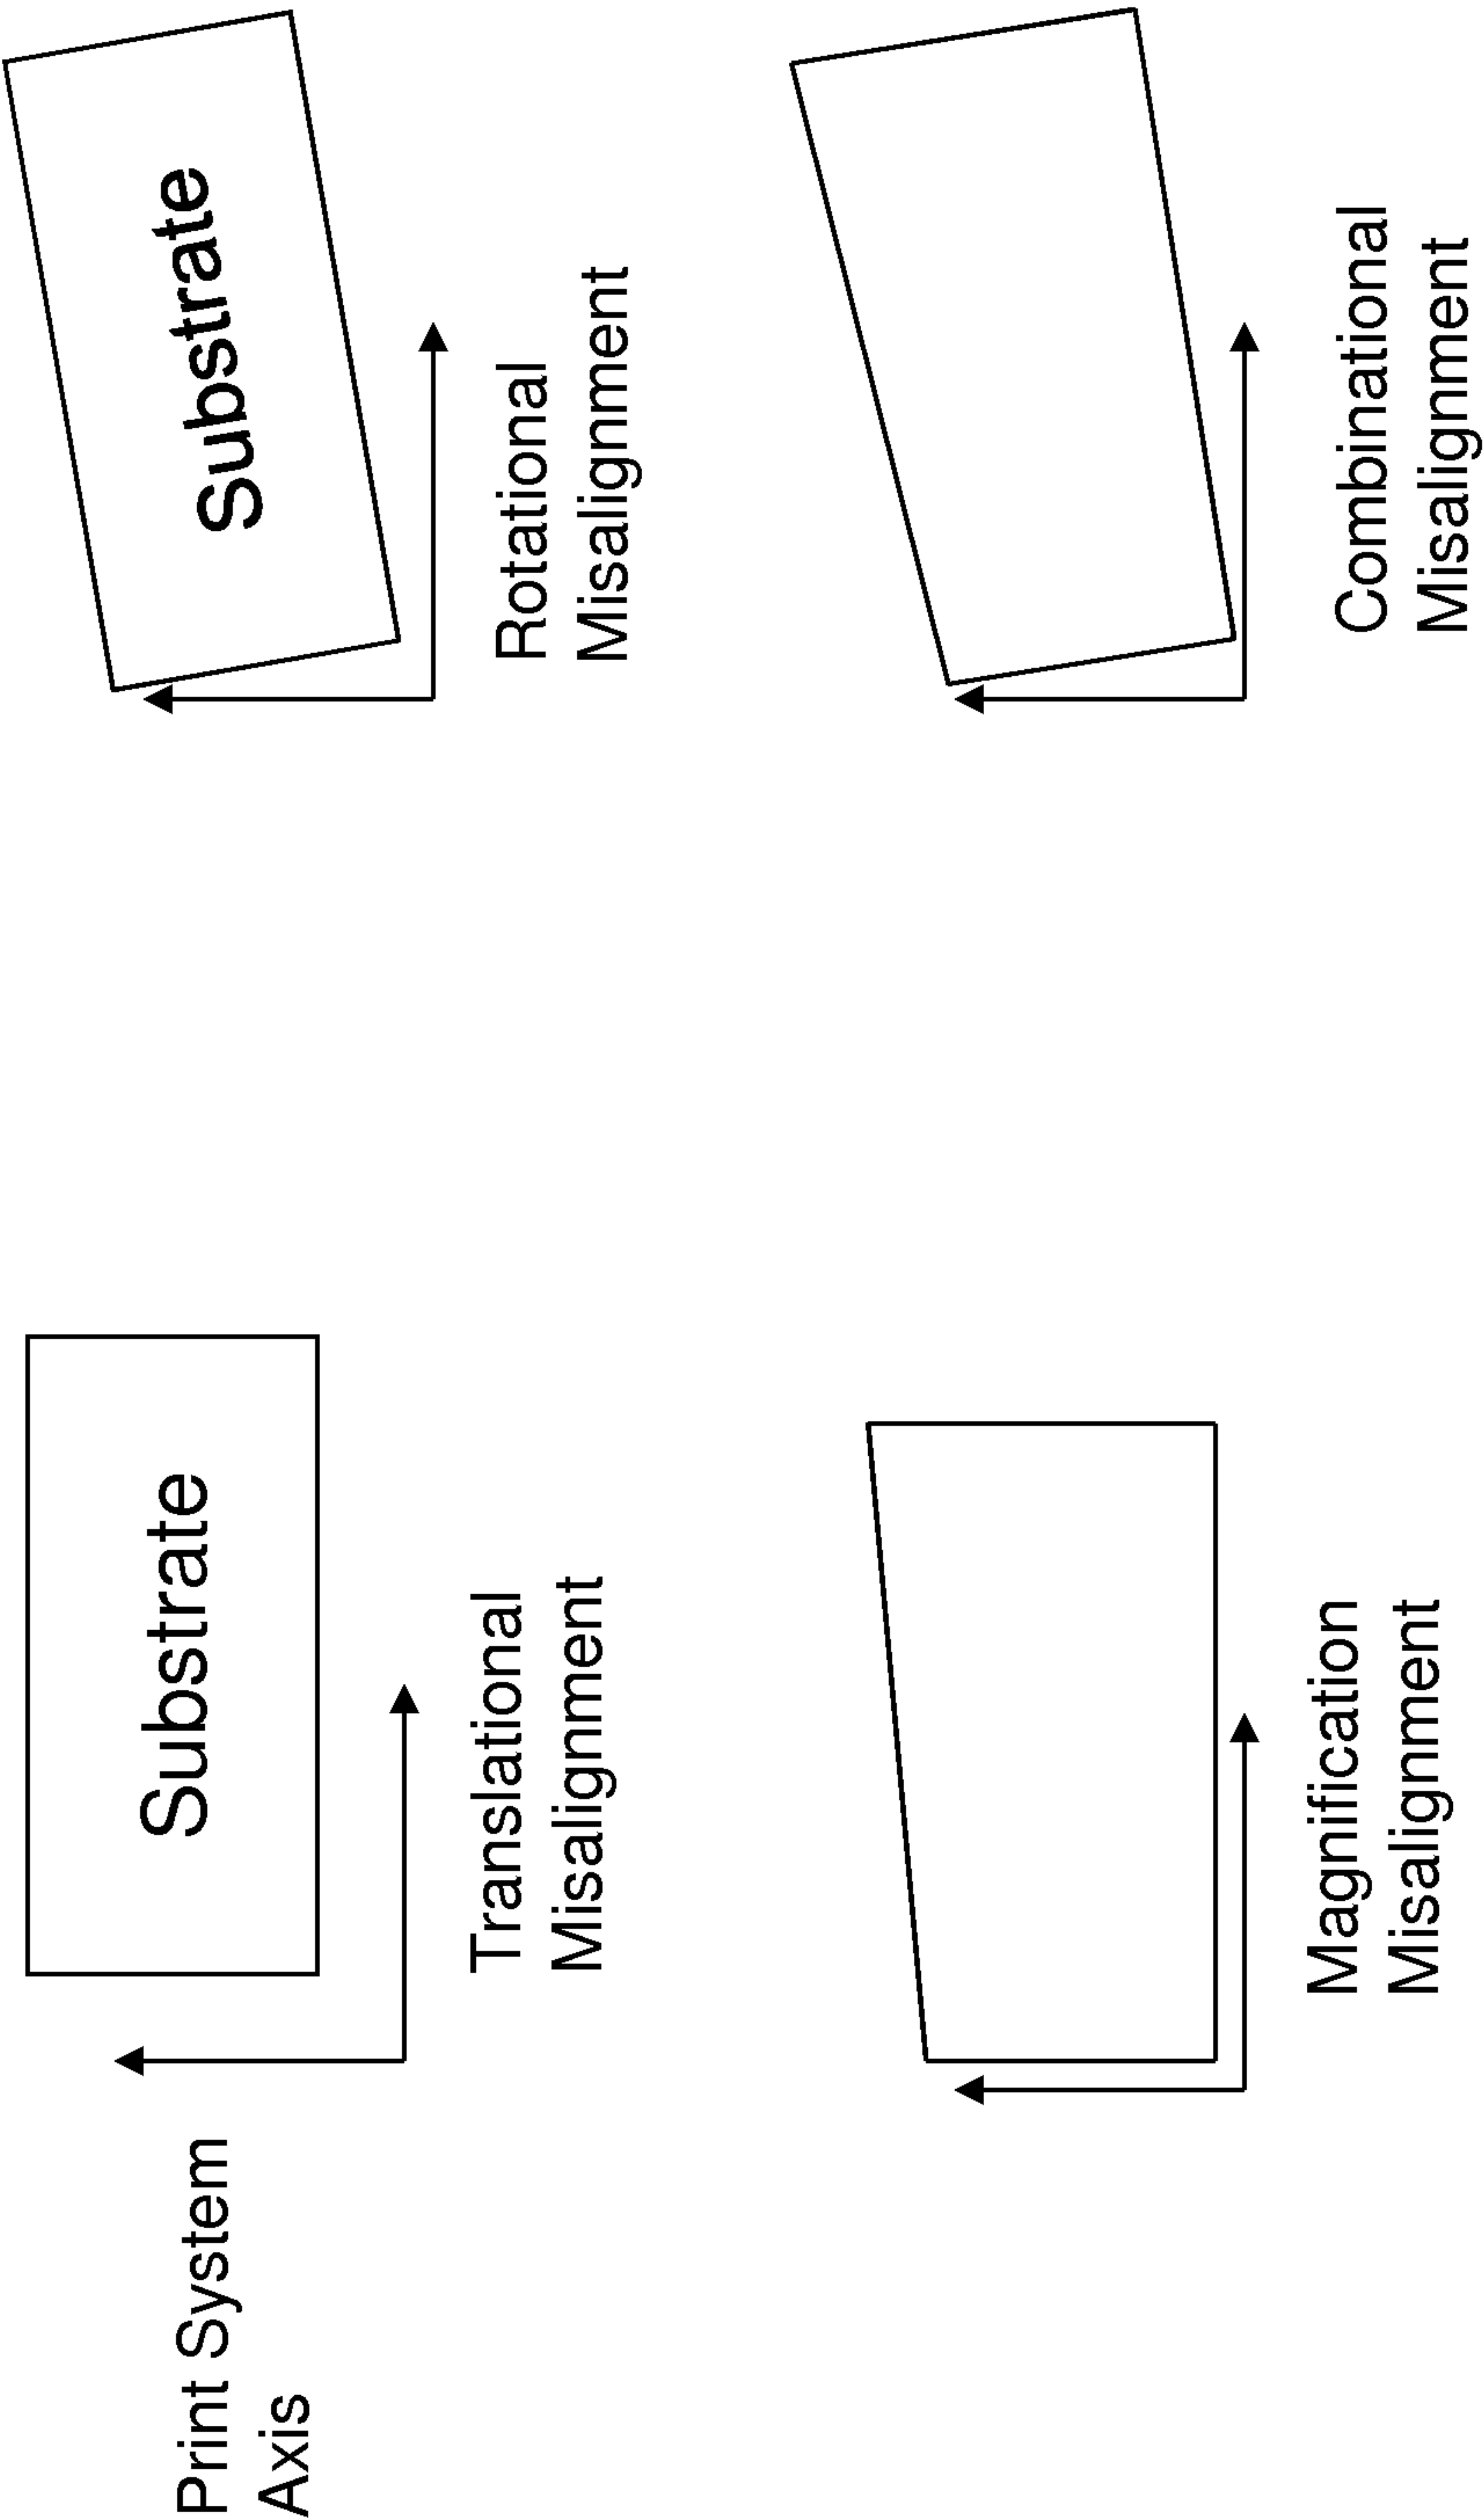 Print System
Axis
Substrate
Translational
Misalignment
Substrate
Rotational
Misalignment
Magnification
Misalignment
Combinational
Misalignment